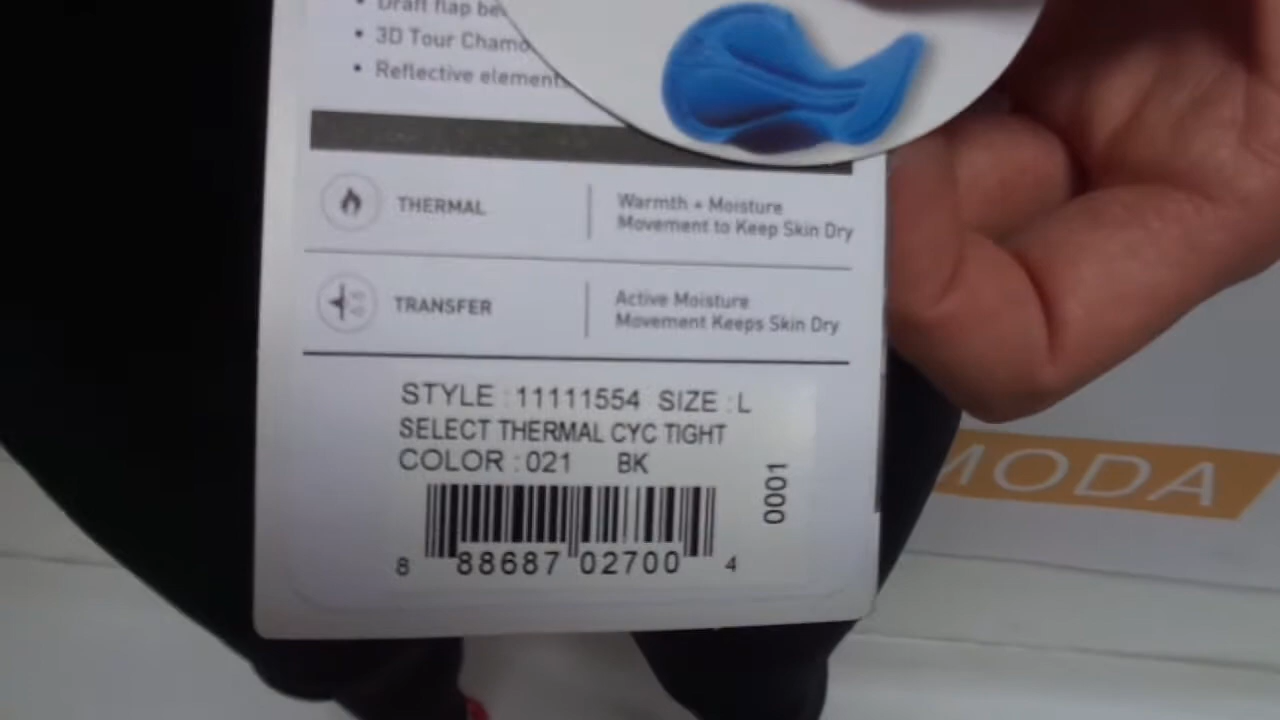 • Draft flap be
• 3D Tour Chamo
• Reflective element
THERMAL
Warmth + Moisture
Movement to Keep Skin Dry
TRANSFER
Active Moisture
Movement Keeps Skin Dry
STYLE : 11111554 SIZE : L
SELECT THERMAL CYC TIGHT
COLOR : 021 BK
0001
8 88687 02700 4
MODA